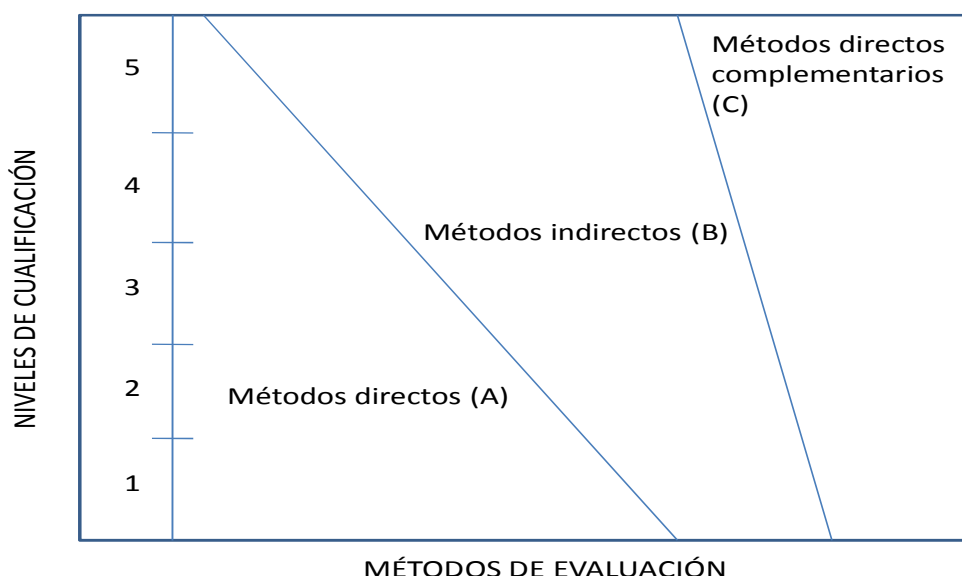 Métodos directos
complementarios
(C)
5
4
Métodos indirectos (B)
3
2
Métodos directos (A)
1
NIVELES DE CUALIFICACIÓN
MÉTODOS DE EVALUACIÓN